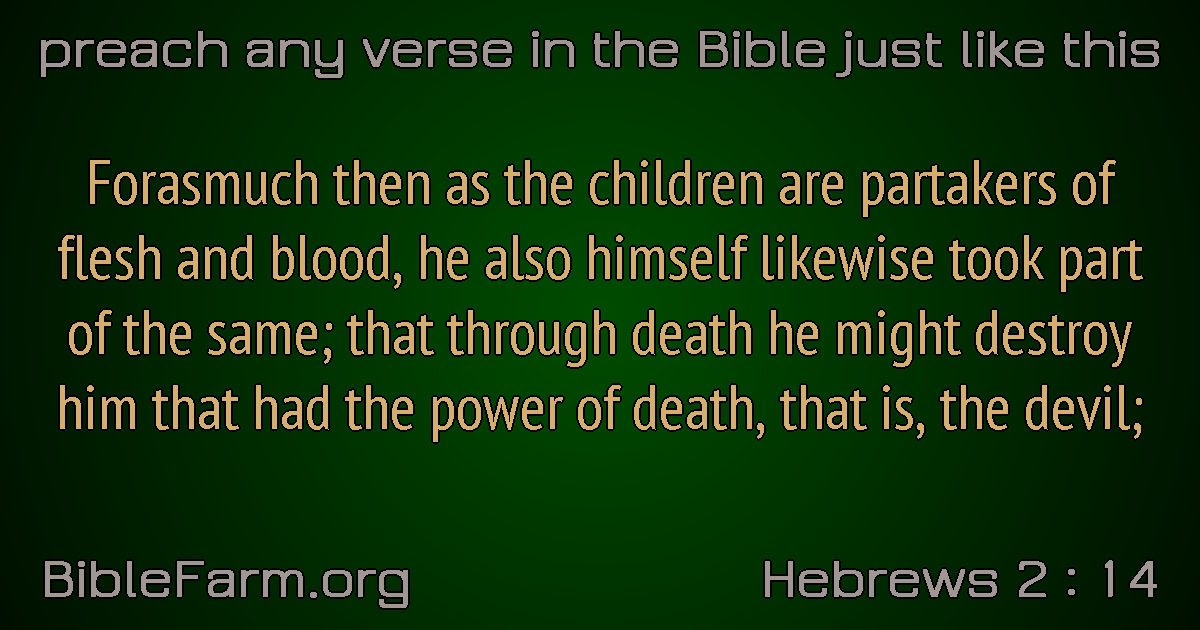 preach any verse in the Bible just like this
Forasmuch then as the children are partakers of
flesh and blood, he also himself likewise took part
of the same; that through death he might destroy
him that had the power of death, that is, the devil;
BibleFarm.org
Hebrews 2 : 14